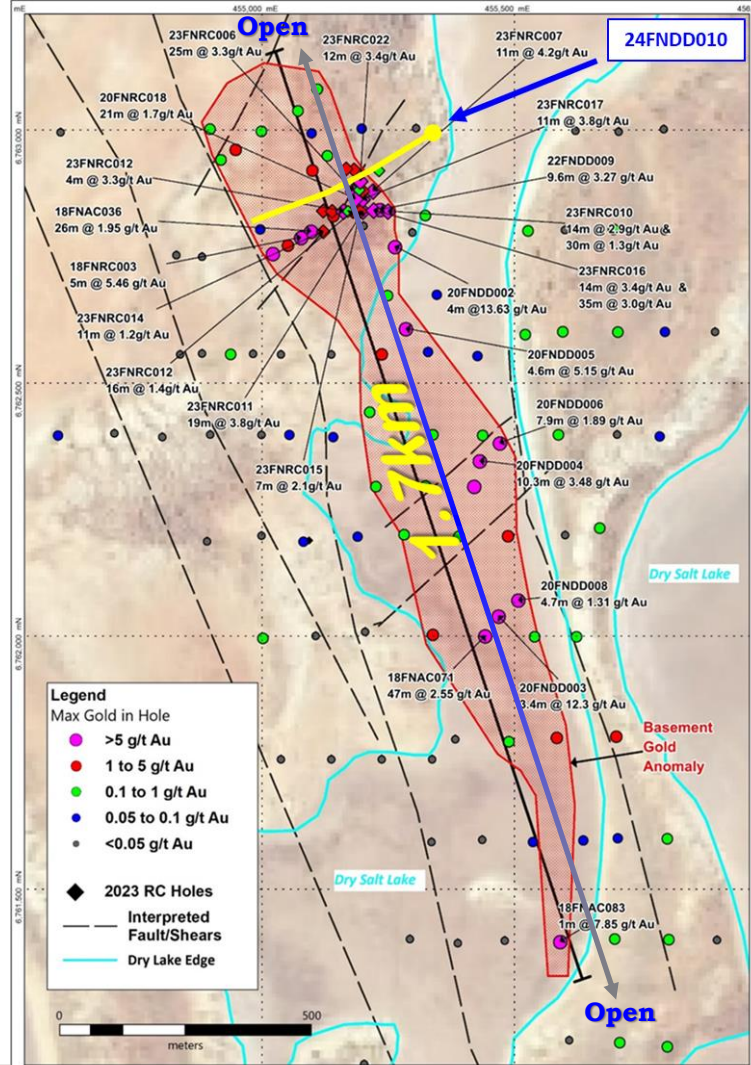 mE
455,000
455,500
456
Open
24FNDD010
23FNRC006
25m @ 3.3g/t Au
23FNRC022
12m @ 3.4g/t Au
23FNRC007
11m @ 4.2g/t Au
20FNRC018
21m @ 1.7g/t Au
23FNRC017
11m @ 3.8g/t Au
6,763,000 mN
23FNRC012
4m @ 3.3g/t Au
22FNDD009
9.6m @ 3.27 g/t Au
18FNAC036
26m @ 1.95 g/t Au
23FNRC010
14m @ 2.9g/t Au &
30m @ 1.3g/t Au
18FNRC003
5m @ 5.46 g/t Au
23FNRC016
14m @ 3.4g/t Au &
35m @ 3.0g/t Au
20FNDD002
4m @13.63 g/t Au
23FNRC014
11m @ 1.2g/t Au
20FNDD005
4.6m @ 5.15 g/t Au
23FNRC012
16m @ 1.4g/t Au
6,762,500 mN
23FNRC011
19m @ 3.8g/t Au
20FNDD006
7.9m @ 1.89 g/t Au
1.7km
23FNRC015
7m @ 2.1g/t Au
20FNDD004
10.3m @ 3.48 g/t Au
Dry Salt Lake
20FNDD008
4.7m @ 1.31 g/t Au
6,762,000 mN
18FNAC071
47m @ 2.55 g/t Au
20FNDD003
3.4m @ 12.3 g/t Au
Basement
Gold
Anomaly
Legend
Max Gold in Hole
>5 g/t Au
1 to 5 g/t Au
0.1 to 1 g/t Au
0.05 to 0.1 g/t Au
<0.05 g/t Au
2023 RC Holes
Interpreted
Fault/Shears
Dry Lake Edge
Dry Salt Lake
6,761,500 mN
18FNAC083
1m @ 7.85 g/t Au
Open
0
500
meters